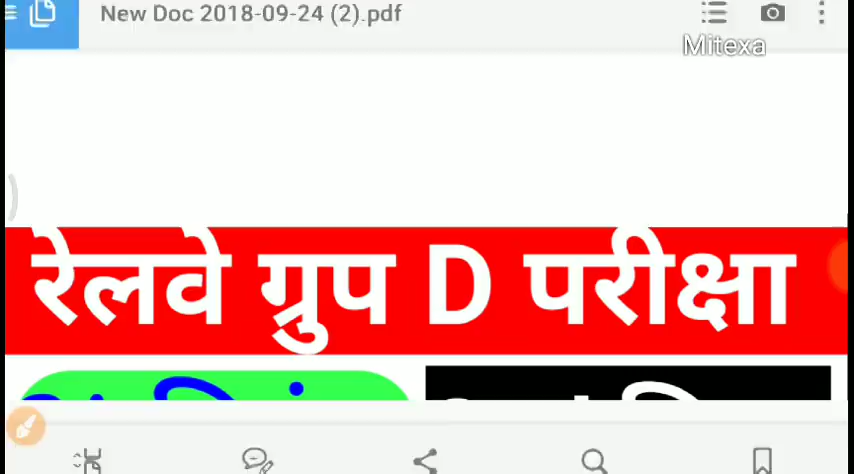 New Doc 2018-09-24 (2).pdf
Mitexa
रेलवे ग्रुप D परीक्षा